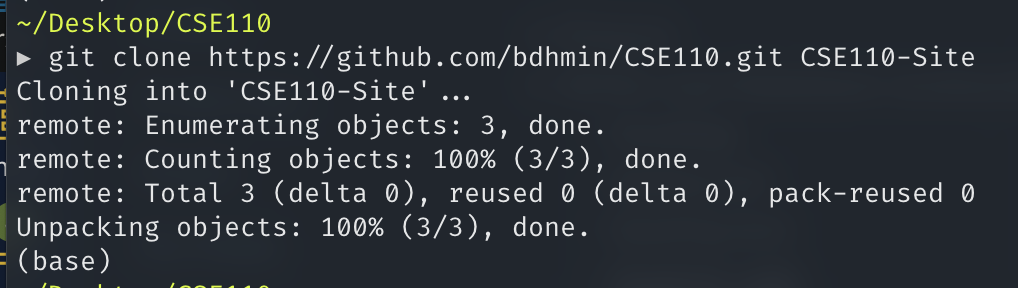 ~/Desktop/CSE110
▶ git clone https://github.com/bdhmin/CSE110.git CSE110-Site
Cloning into 'CSE110-Site'...
remote: Enumerating objects: 3, done.
remote: Counting objects: 100% (3/3), done.
remote: Total 3 (delta 0), reused 0 (delta 0), pack-reused 0
Unpacking objects: 100% (3/3), done.
(base)
~/Desktop/CSE110